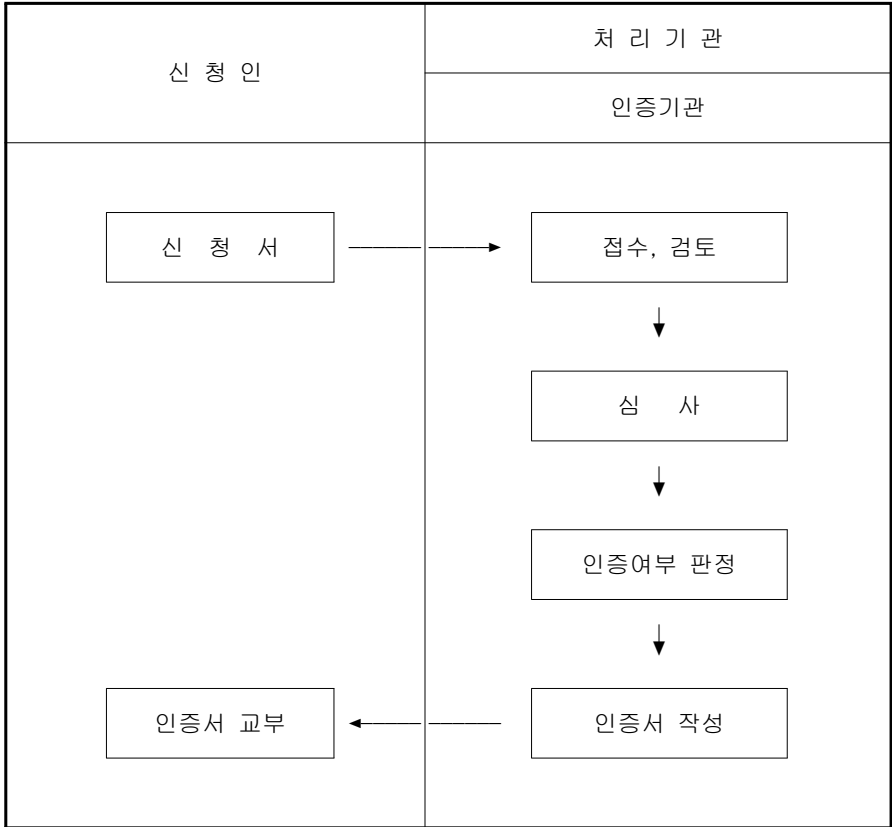 신 청 인
처 리 기 관
인증기관
신 청 서
접수, 검토
심 사
인증여부 판정
인증서 교부
인증서 작성